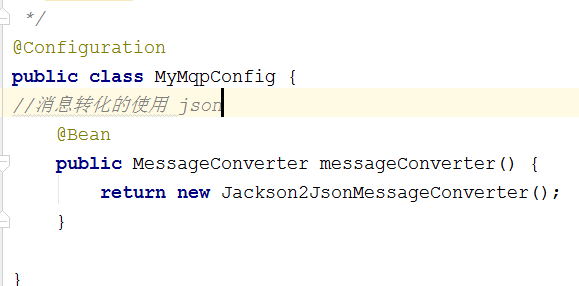 */
@Configuration
public class MyMqpConfig {
//消息转化的使用 json
@Bean
public MessageConverter messageConverter() {
return new Jackson2JsonMessageConverter();
}
}